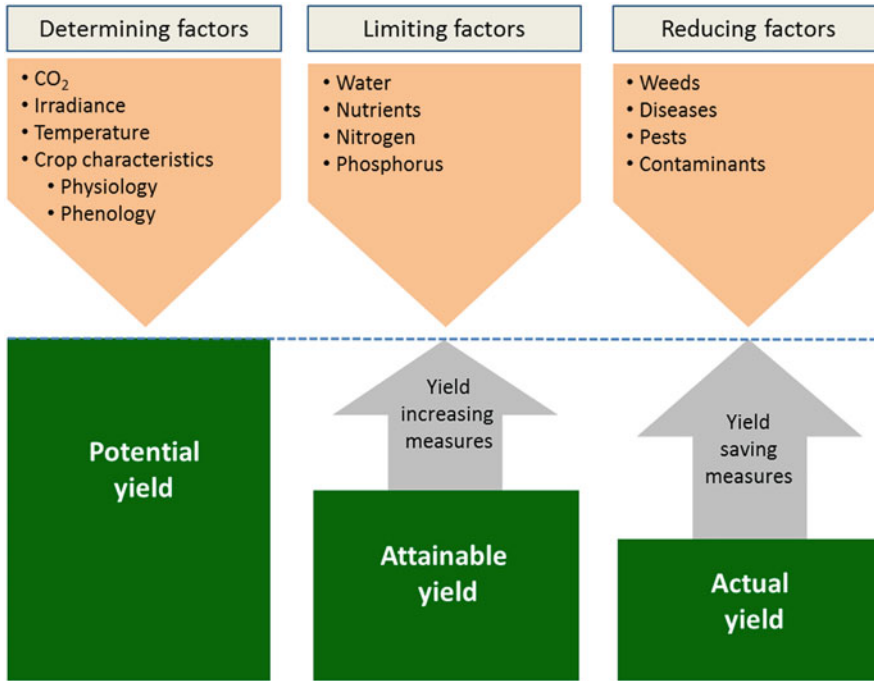 Determining factors
• CO₂
• Irradiance
• Temperature
• Crop characteristics
• Physiology
• Phenology
Limiting factors
• Water
• Nutrients
• Nitrogen
• Phosphorus
Reducing factors
• Weeds
• Diseases
• Pests
• Contaminants
Potential
yield
Yield
increasing
measures
Attainable
yield
Yield
saving
measures
Actual
yield